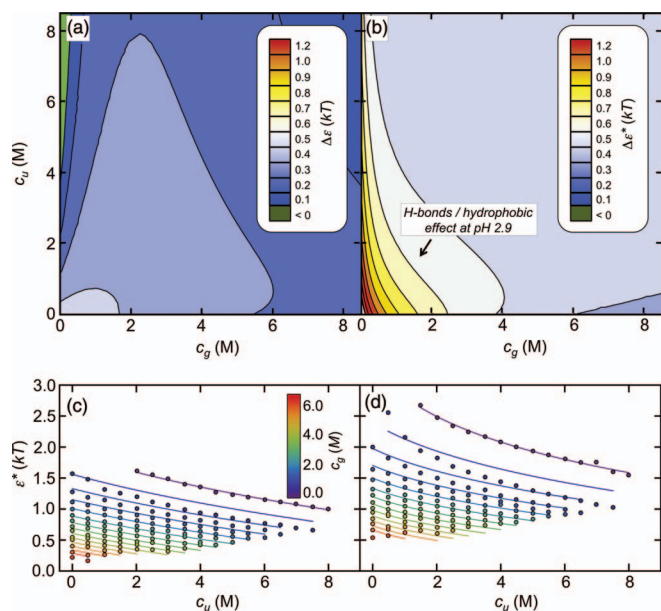 (a)
1.2
1.0
0.9
0.8
0.7
0.6
0.5
0.4
0.3
0.2
0.1
< 0
Δε (kT)
8
6
4
2
0
c_u (M)
0 2 4 6 8
c_g (M)
(b)
1.2
1.0
0.9
0.8
0.7
0.6
0.5
0.4
0.3
0.2
0.1
< 0
Δε* (kT)
H-bonds / hydrophobic
effect at pH 2.9
0 2 4 6 8
c_g (M)
(c)
6.0
4.0
2.0
0.0
c_g (M)
3.0
2.5
2.0
1.5
1.0
0.5
0.0
ε* (kT)
0 2 4 6 8
c_u (M)
(d)
0 2 4 6 8
c_u (M)